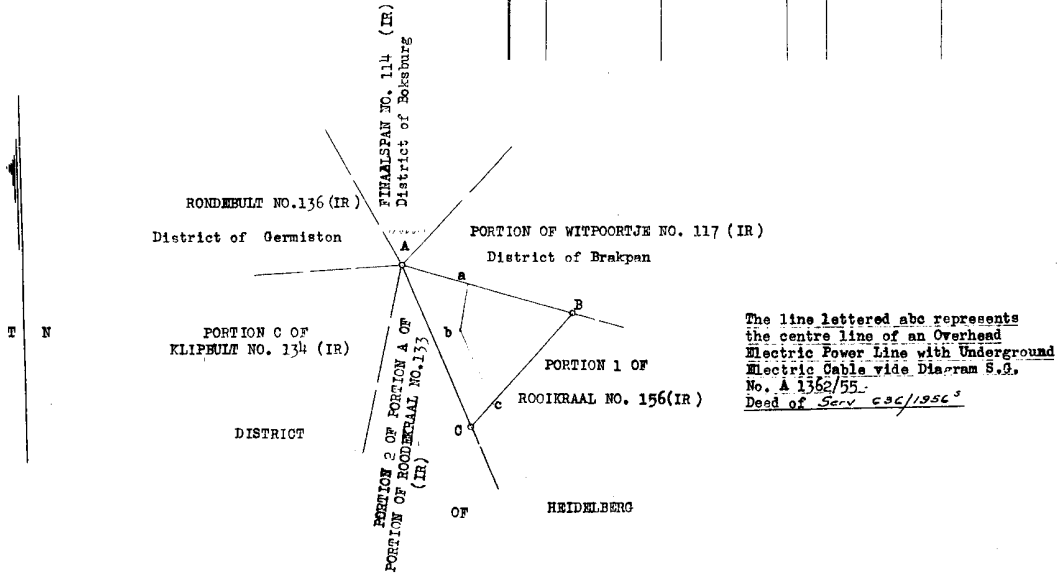 FINAALSPAN NO. 114 (IR)
District of Boksburg
RONDEBULT NO.136 (IR)
District of Germiston
A
PORTION OF WITPOORTJE NO. 117 (IR)
District of Brakpan
a
B
T N
b
PORTION C OF
KLIPBULT NO. 134 (IR)
PORTION 1 OF
ROOIKRAAL NO. 156(IR)
c
C
DISTRICT
PORTION 2 OF PORTION A OF
PORTION OF ROODEKRAAL NO.133
(IR)
OF
HEIDELBERG
The line lettered abc represents
the centre line of an Overhead
Electric Power Line with Underground
Electric Cable vide Diagram S.G.
No. A 1362/55.
Deed of Serv 696/1956 S